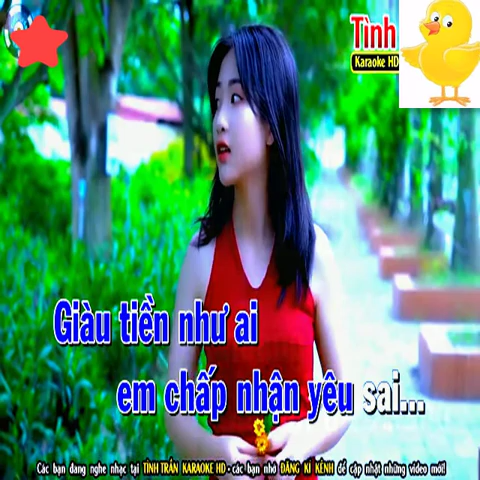 Tình
Karaoke HD
Giàu tiền như ai
em chấp nhận yêu sai...
Các bạn đang nghe nhạc tại TÌNH TRẦN KARAOKE HD - các bạn nhớ ĐĂNG KÍ KÊNH để cập nhật những video mới!